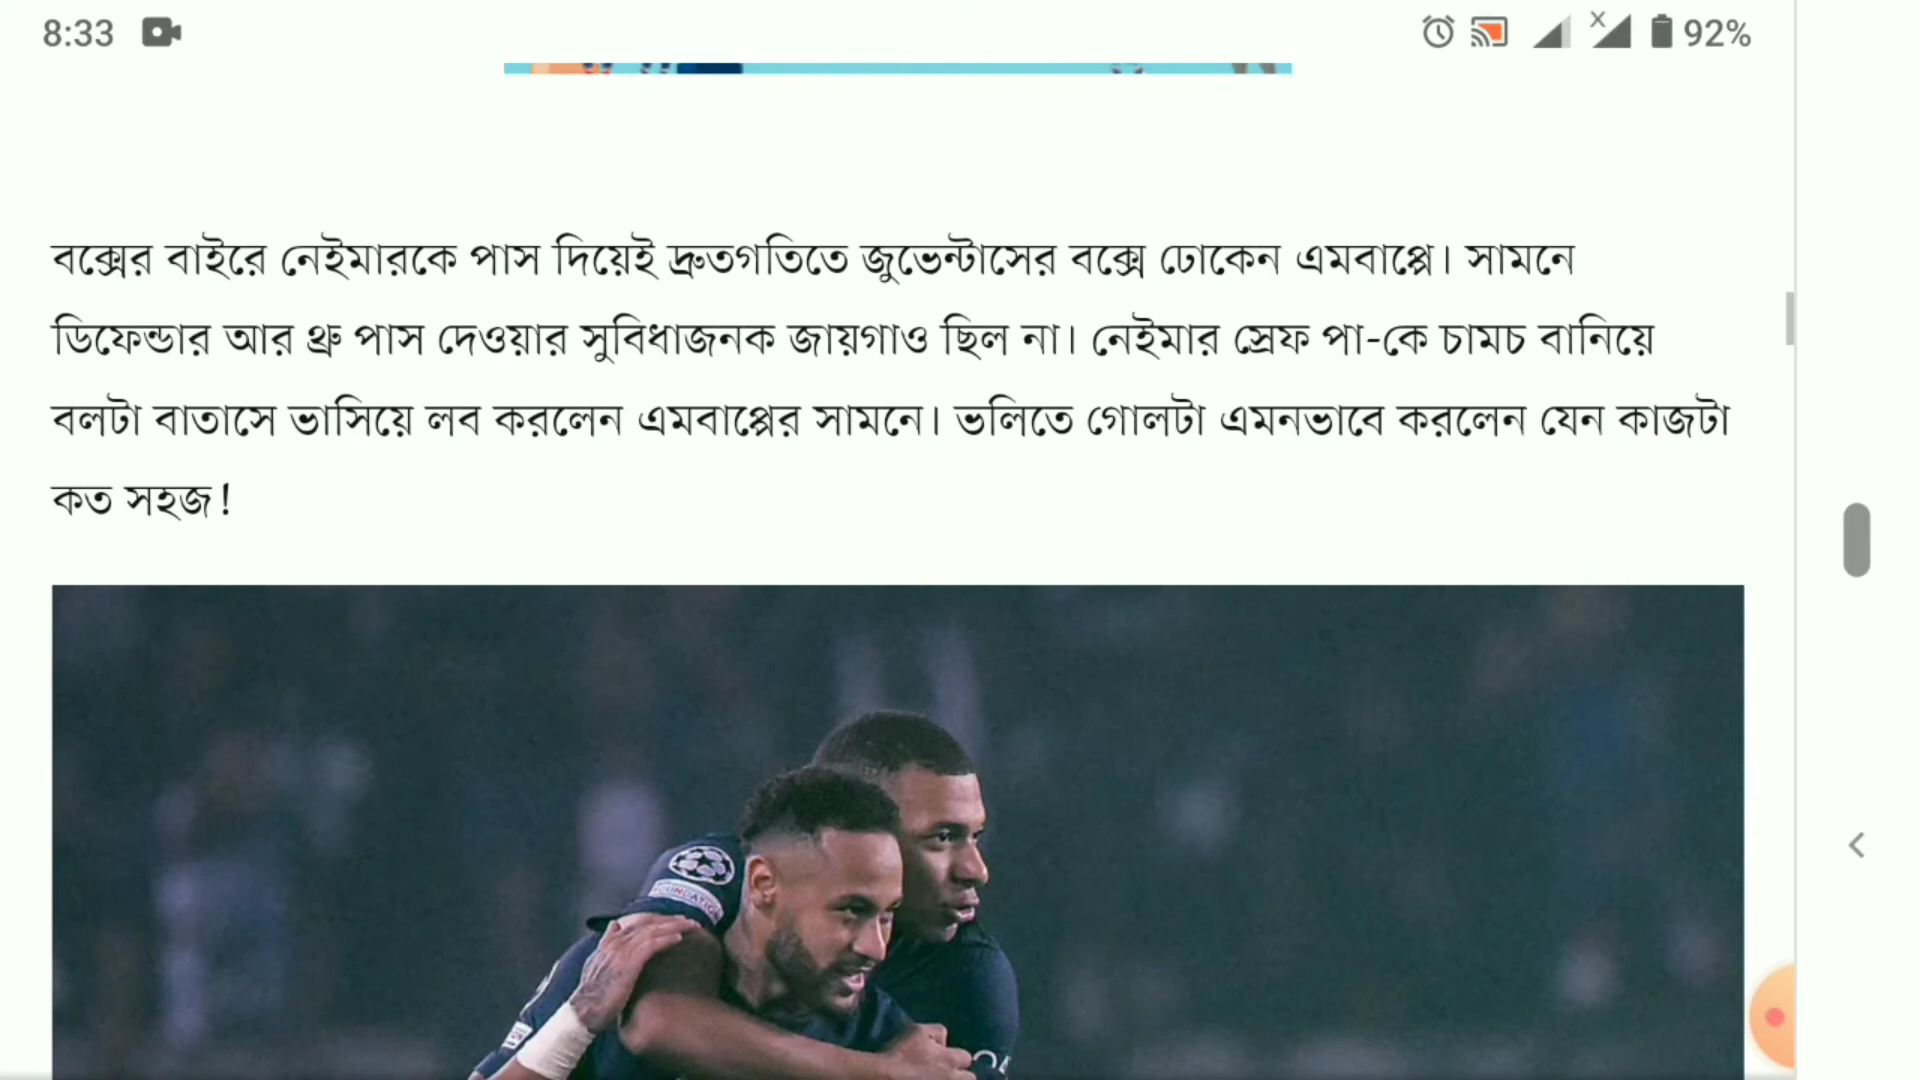 8:33
x
92%
বক্সের বাইরে নেইমারকে পাস দিয়েই দ্রুতগতিতে জুভেন্টাসের বক্সে ঢোকেন এমবাপ্পে। সামনে
ডিফেন্ডার আর থ্রু পাস দেওয়ার সুবিধাজনক জায়গাও ছিল না। নেইমার স্রেফ পা-কে চামচ বানিয়ে
বলটা বাতাসে ভাসিয়ে লব করলেন এমবাপ্পের সামনে। ভলিতে গোলটা এমনভাবে করলেন যেন কাজটা
কত সহজ!
FOUNDATION